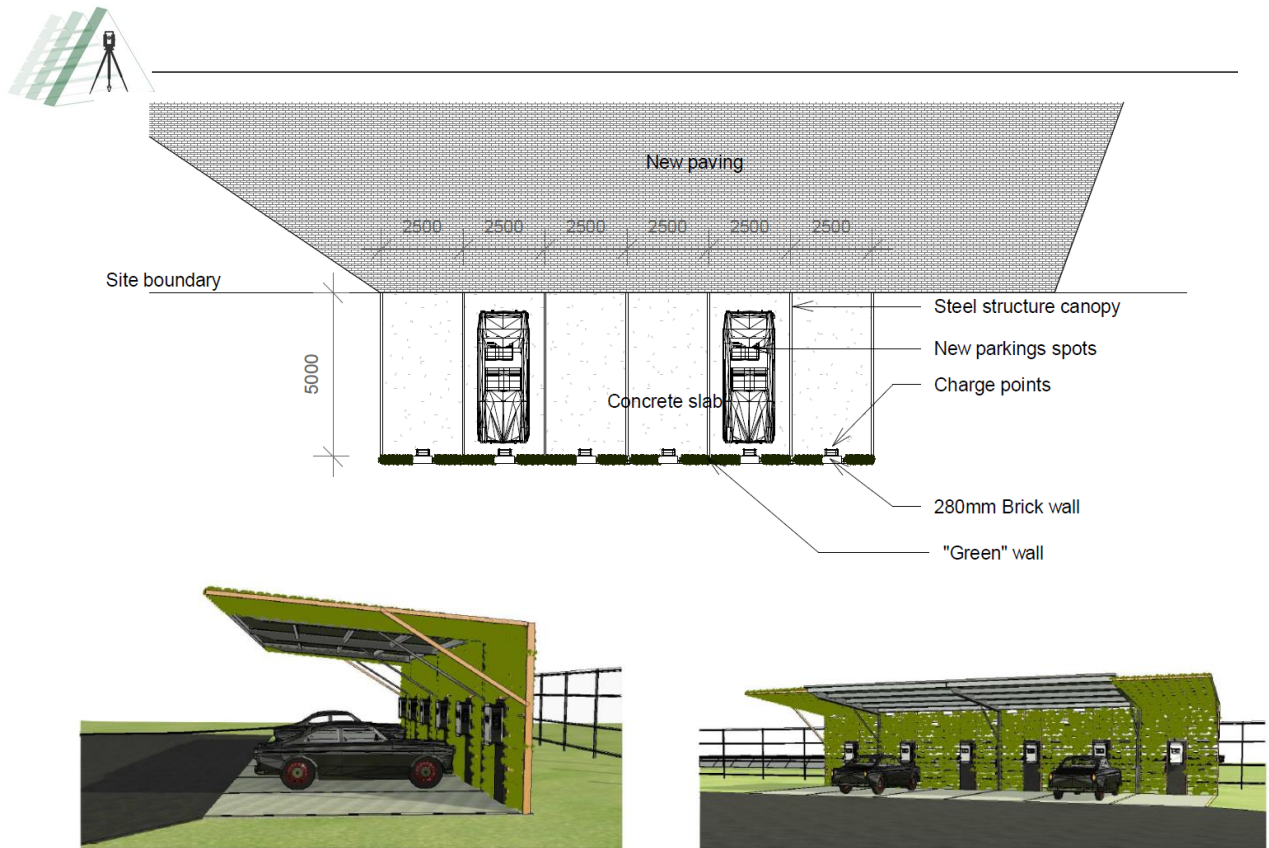 New paving
2500 2500 2500 2500 2500 2500
Site boundary
Steel structure canopy
New parkings spots
5000
Charge points
Concrete slab
280mm Brick wall
"Green" wall